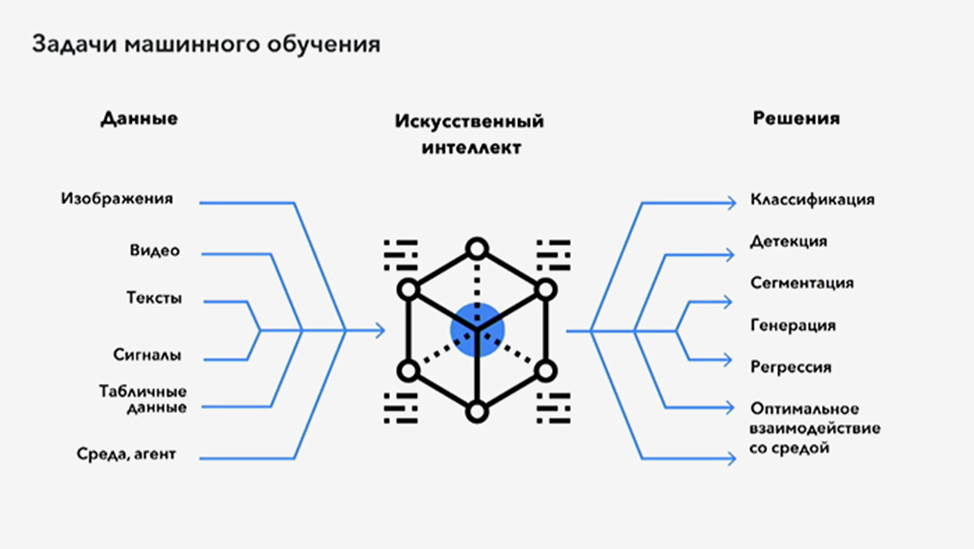 Задачи машинного обучения
Данные
Изображения
Видео
Тексты
Сигналы
Табличные
данные
Среда, агент
Искусственный
интеллект
Решения
Классификация
Детекция
Сегментация
Генерация
Регрессия
Оптимальное
взаимодействие
со средой